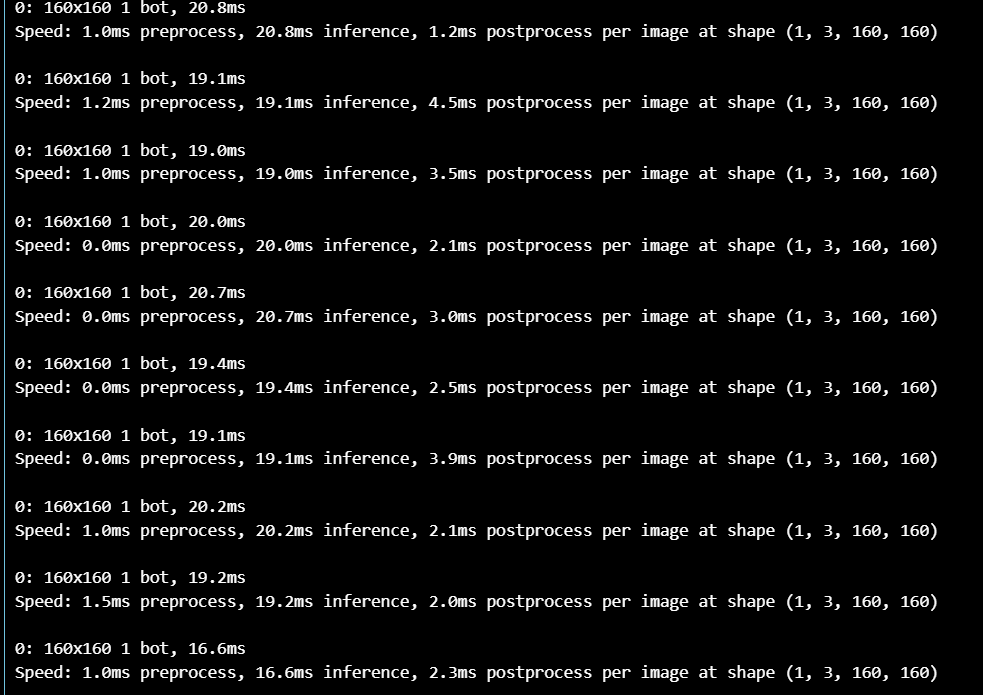 0: 160x160 1 bot, 20.8ms
Speed: 1.0ms preprocess, 20.8ms inference, 1.2ms postprocess per image at shape (1, 3, 160, 160)
0: 160x160 1 bot, 19.1ms
Speed: 1.2ms preprocess, 19.1ms inference, 4.5ms postprocess per image at shape (1, 3, 160, 160)
0: 160x160 1 bot, 19.0ms
Speed: 1.0ms preprocess, 19.0ms inference, 3.5ms postprocess per image at shape (1, 3, 160, 160)
0: 160x160 1 bot, 20.0ms
Speed: 0.0ms preprocess, 20.0ms inference, 2.1ms postprocess per image at shape (1, 3, 160, 160)
0: 160x160 1 bot, 20.7ms
Speed: 0.0ms preprocess, 20.7ms inference, 3.0ms postprocess per image at shape (1, 3, 160, 160)
0: 160x160 1 bot, 19.4ms
Speed: 0.0ms preprocess, 19.4ms inference, 2.5ms postprocess per image at shape (1, 3, 160, 160)
0: 160x160 1 bot, 19.1ms
Speed: 0.0ms preprocess, 19.1ms inference, 3.9ms postprocess per image at shape (1, 3, 160, 160)
0: 160x160 1 bot, 20.2ms
Speed: 1.0ms preprocess, 20.2ms inference, 2.1ms postprocess per image at shape (1, 3, 160, 160)
0: 160x160 1 bot, 19.2ms
Speed: 1.5ms preprocess, 19.2ms inference, 2.0ms postprocess per image at shape (1, 3, 160, 160)
0: 160x160 1 bot, 16.6ms
Speed: 1.0ms preprocess, 16.6ms inference, 2.3ms postprocess per image at shape (1, 3, 160, 160)